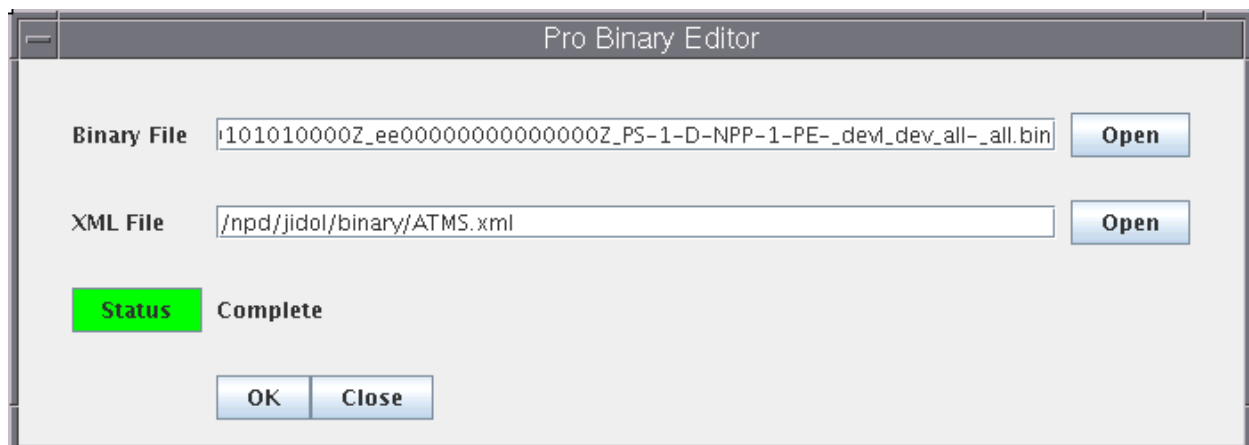 Pro Binary Editor
Binary File 101010000Z_ee00000000000000Z_PS-1-D-NPP-1-PE-_devl_dev_all-_all.bin Open
XML File /npd/jidol/binary/ATMS.xml Open
Status Complete
OK Close